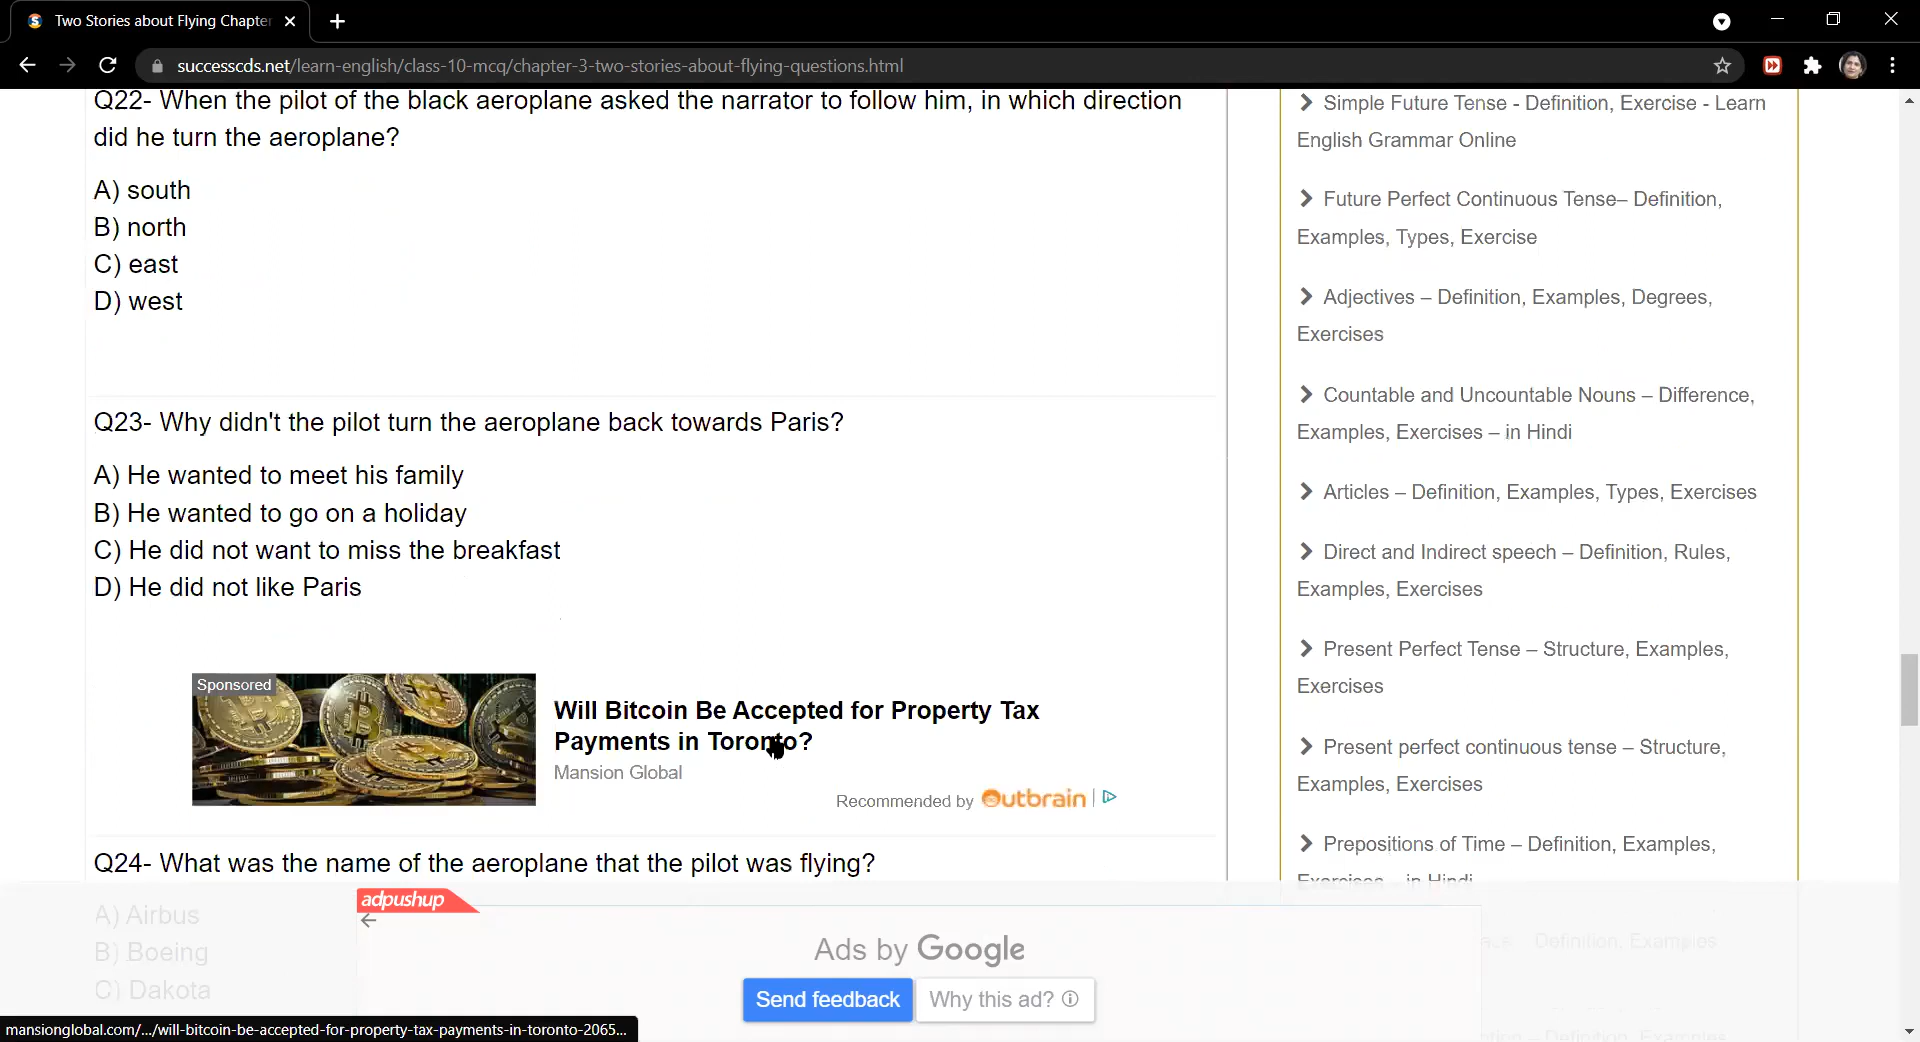 Two Stories about Flying Chapter
successcds.net/learn-english/class-10-mcq/chapter-3-two-stories-about-flying-questions.html
Q22- When the pilot of the black aeroplane asked the narrator to follow him, in which direction
did he turn the aeroplane?
A) south
B) north
C) east
D) west
Q23- Why didn't the pilot turn the aeroplane back towards Paris?
A) He wanted to meet his family
B) He wanted to go on a holiday
C) He did not want to miss the breakfast
D) He did not like Paris
Sponsored
Will Bitcoin Be Accepted for Property Tax
Payments in Toronto?
Mansion Global
Recommended by Outbrain
Q24- What was the name of the aeroplane that the pilot was flying?
A) Airbus
B) Boeing
C) Dakota
adpushup
Ads by Google
Send feedback
Why this ad?
mansionglobal.com/.../will-bitcoin-be-accepted-for-property-tax-payments-in-toronto-2065...
Simple Future Tense - Definition, Exercise - Learn
English Grammar Online
Future Perfect Continuous Tense– Definition,
Examples, Types, Exercise
Adjectives – Definition, Examples, Degrees,
Exercises
Countable and Uncountable Nouns – Difference,
Examples, Exercises – in Hindi
Articles – Definition, Examples, Types, Exercises
Direct and Indirect speech – Definition, Rules,
Examples, Exercises
Present Perfect Tense – Structure, Examples,
Exercises
Present perfect continuous tense – Structure,
Examples, Exercises
Prepositions of Time – Definition, Examples,
Exercises – in Hindi
Definition, Examples
Definition, Examples